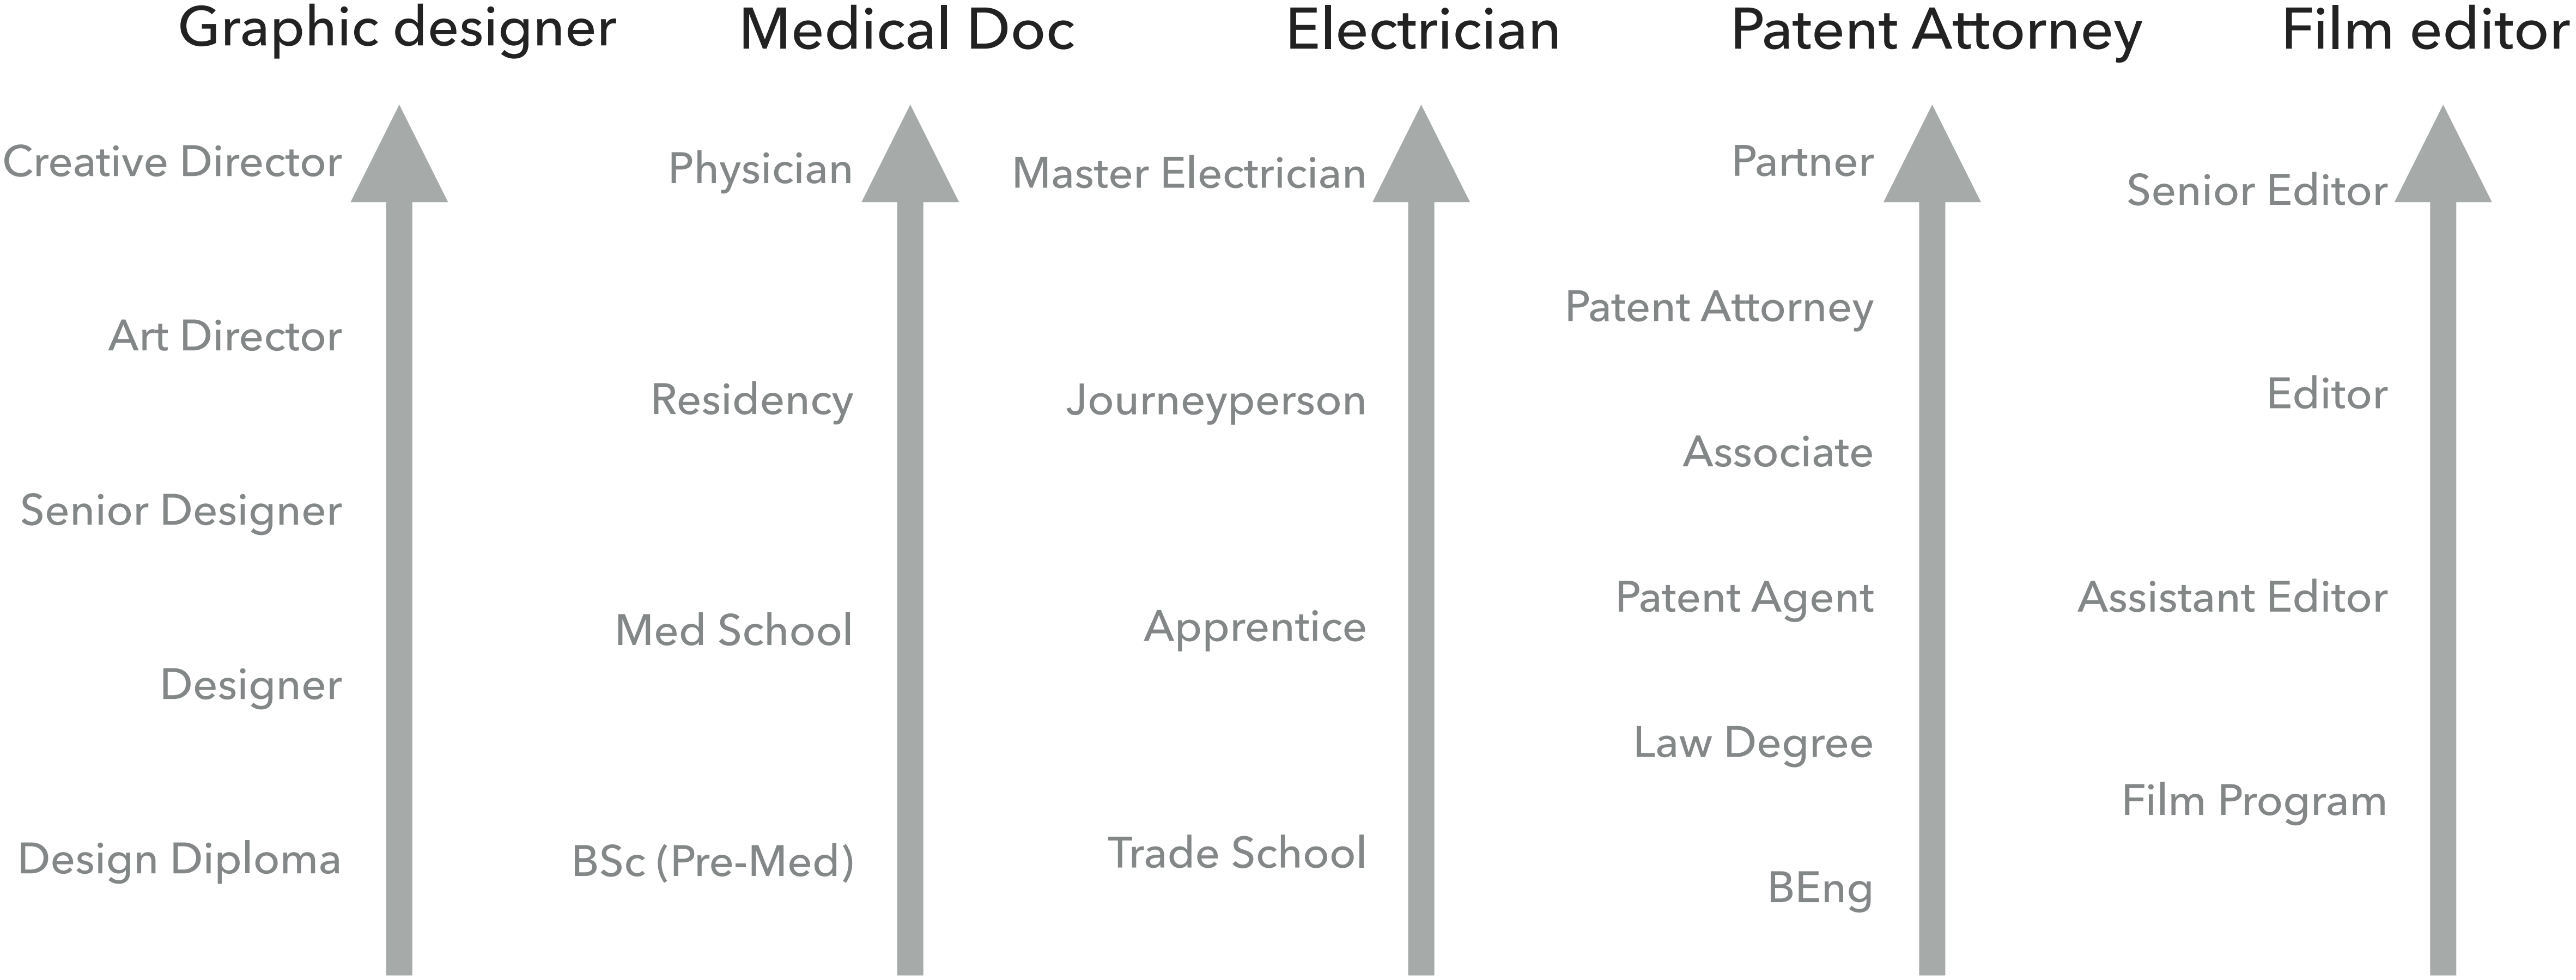 Graphic designer
Creative Director
Art Director
Senior Designer
Designer
Design Diploma
Medical Doc
Physician
Residency
Med School
BSc (Pre-Med)
Electrician
Master Electrician
Journeyperson
Apprentice
Trade School
Patent Attorney
Partner
Patent Attorney
Associate
Patent Agent
Law Degree
BEng
Film editor
Senior Editor
Editor
Assistant Editor
Film Program